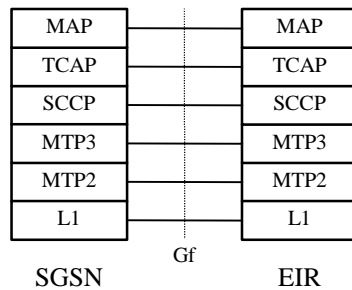 MAP MAP
TCAP TCAP
SCCP SCCP
MTP3 MTP3
MTP2 MTP2
L1 L1
Gf
SGSN EIR